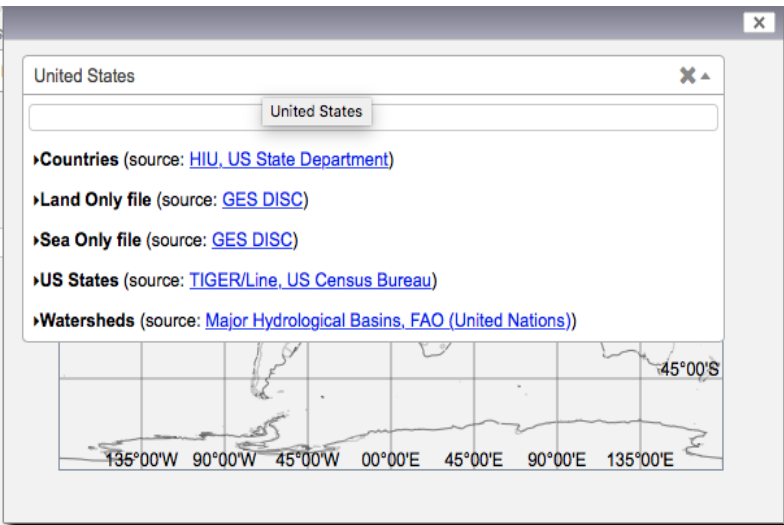 United States
United States
Countries (source: HIU, US State Department)
Land Only file (source: GES DISC)
Sea Only file (source: GES DISC)
US States (source: TIGER/Line, US Census Bureau)
Watersheds (source: Major Hydrological Basins, FAO (United Nations))
45°00'S
135°00'W 90°00'W 45°00'W 00°00'E 45°00'E 90°00'E 135°00'E